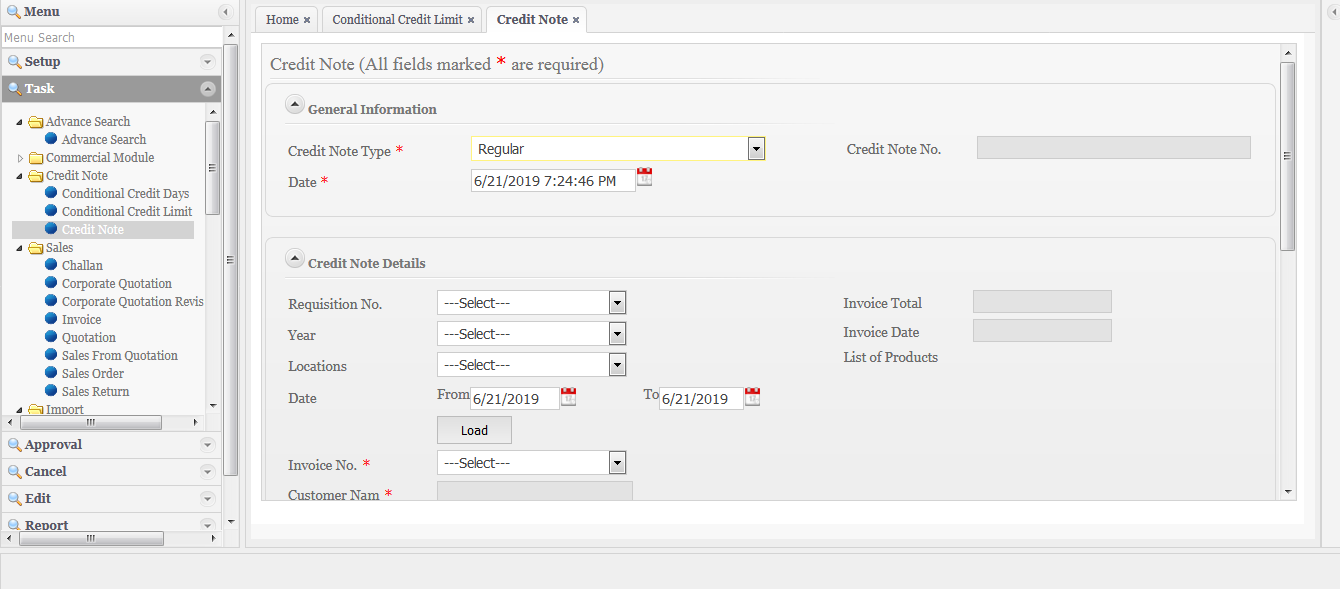 Menu
Menu Search
Setup
Task
Advance Search
Advance Search
Commercial Module
Credit Note
Conditional Credit Days
Conditional Credit Limit
Credit Note
Sales
Challan
Corporate Quotation
Corporate Quotation Revis
Invoice
Quotation
Sales From Quotation
Sales Order
Sales Return
Import
Approval
Cancel
Edit
Report
Home × Conditional Credit Limit × Credit Note ×
Credit Note (All fields marked * are required)
General Information
Credit Note Type * Regular Credit Note No.
Date * 6/21/2019 7:24:46 PM
Credit Note Details
Requisition No. ---Select--- Invoice Total
Year ---Select--- Invoice Date
Locations ---Select--- List of Products
Date From 6/21/2019 To 6/21/2019
Load
Invoice No. * ---Select---
Customer Nam *